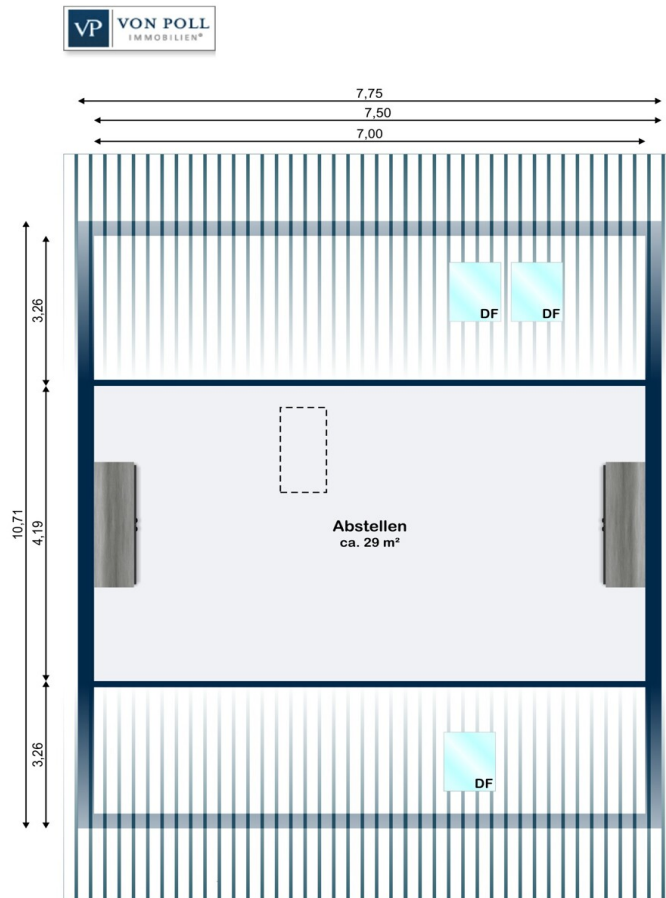 VP VON POLL
IMMOBILIEN®
7,75
7,50
7,00
3,26
DF DF
10,71
4,19
Abstellen
ca. 29 m²
3,26
DF